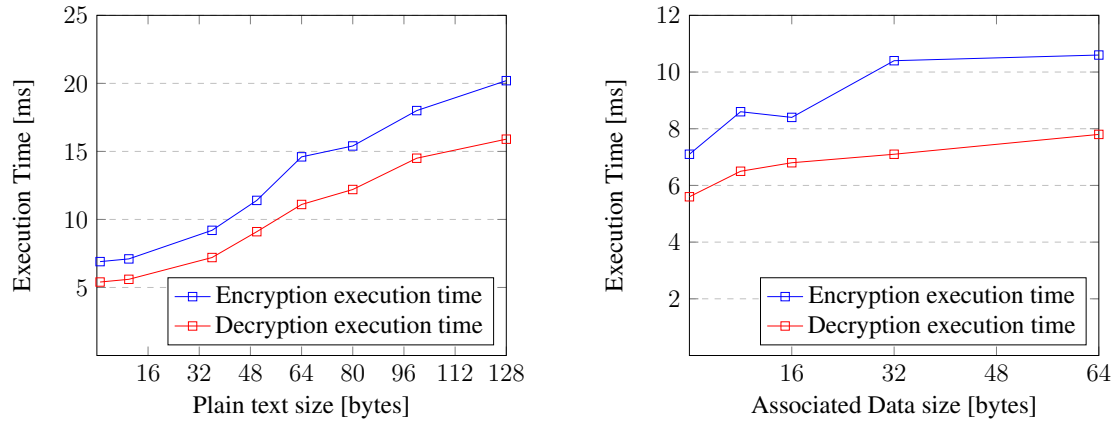 25
20
15
10
5
Execution Time [ms]
Encryption execution time
Decryption execution time
16 32 48 64 80 96 112 128
Plain text size [bytes]
12
10
8
6
4
2
Execution Time [ms]
Encryption execution time
Decryption execution time
16 32 48 64
Associated Data size [bytes]